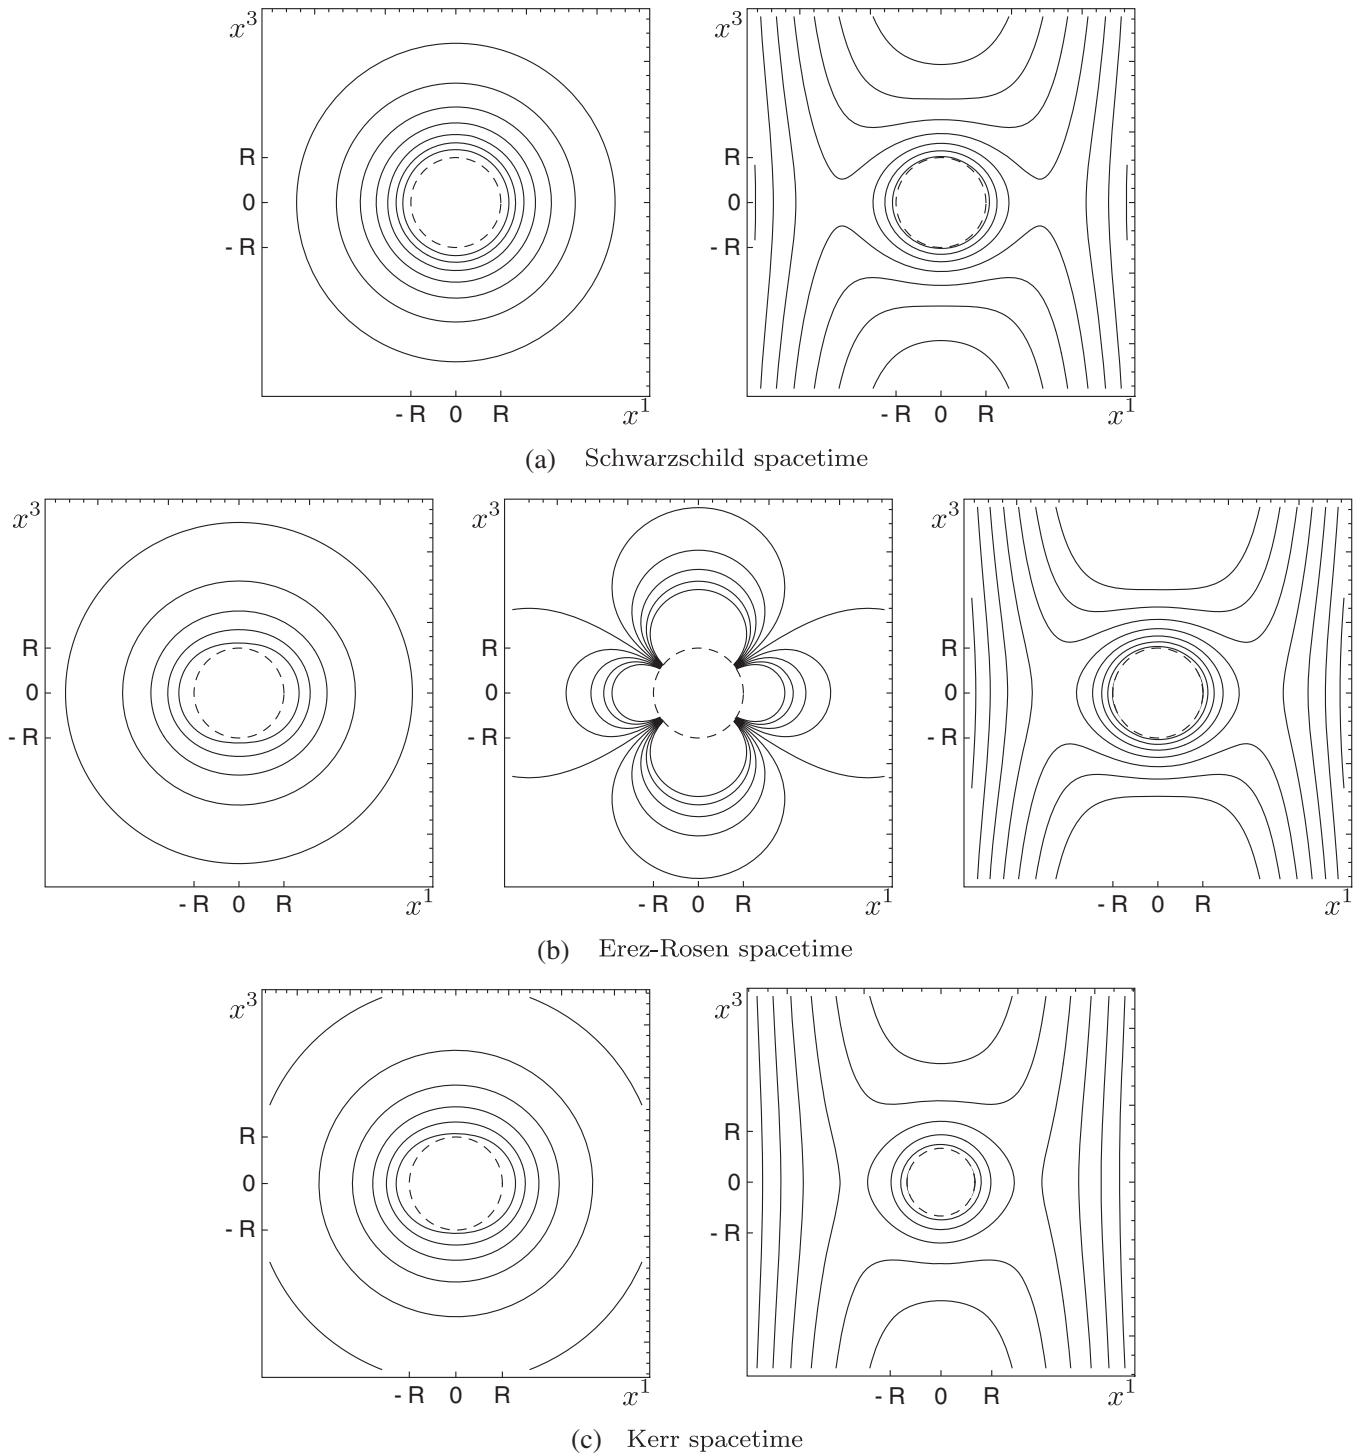 x³ x³
R R
0 0
- R - R
- R 0 R x¹ - R 0 R x¹
(a) Schwarzschild spacetime
x³ x³ x³
R R R
0 0 0
- R - R - R
- R 0 R x¹ - R 0 R x¹ - R 0 R x¹
(b) Erez-Rosen spacetime
x³ x³
R R
0 0
- R - R
- R 0 R x¹ - R 0 R x¹
(c) Kerr spacetime